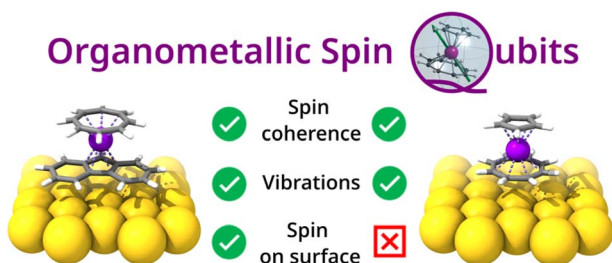 Organometallic Spin Qubits
Spin
coherence
Vibrations
Spin
on surface